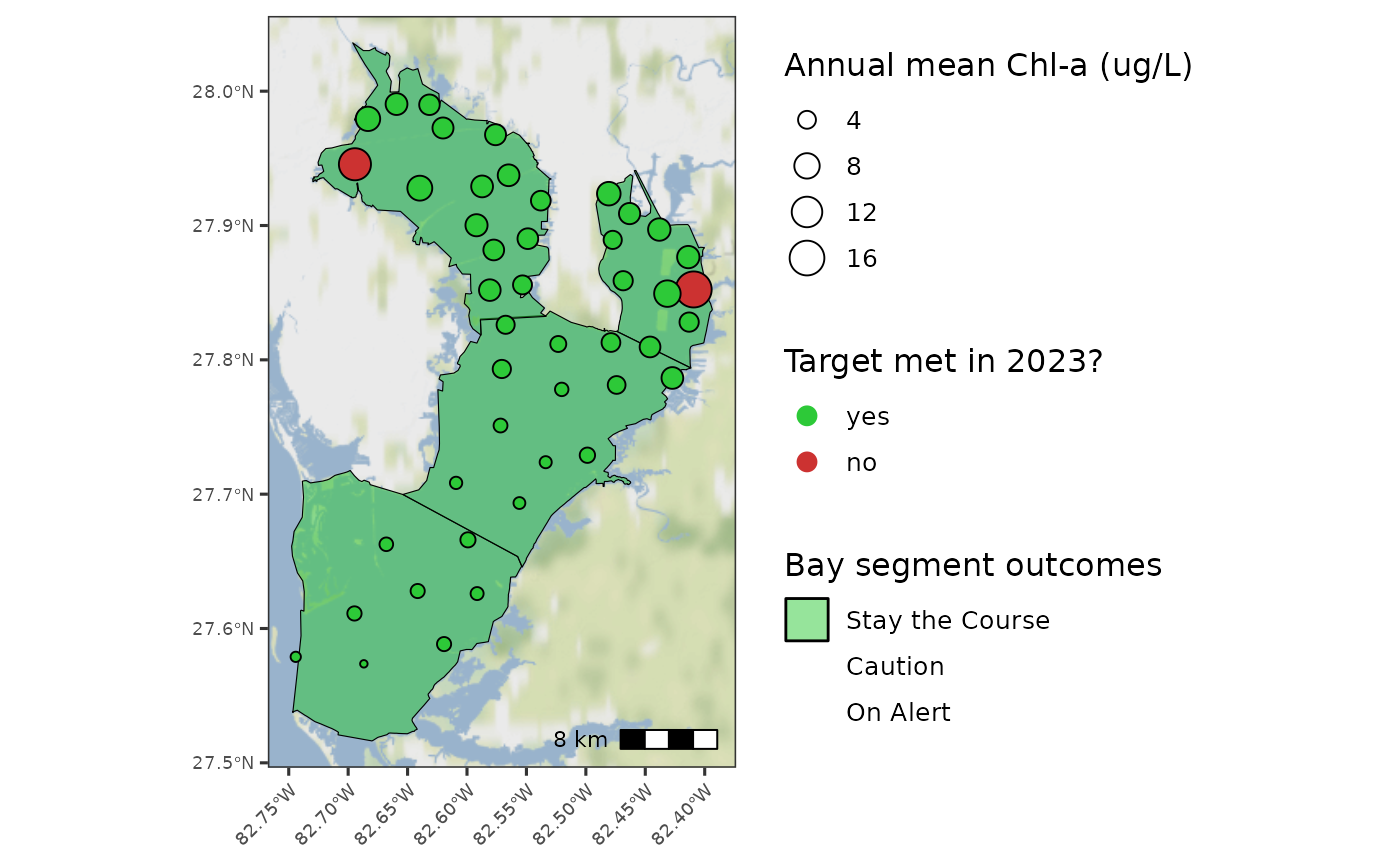 28.0°N
27.9°N
27.8°N
27.7°N
27.6°N
27.5°N
82.75°W
82.70°W
82.65°W
82.60°W
82.55°W
82.50°W
82.45°W
82.40°W
8 km
Annual mean Chl-a (ug/L)
4
8
12
16
Target met in 2023?
yes
no
Bay segment outcomes
Stay the Course
Caution
On Alert